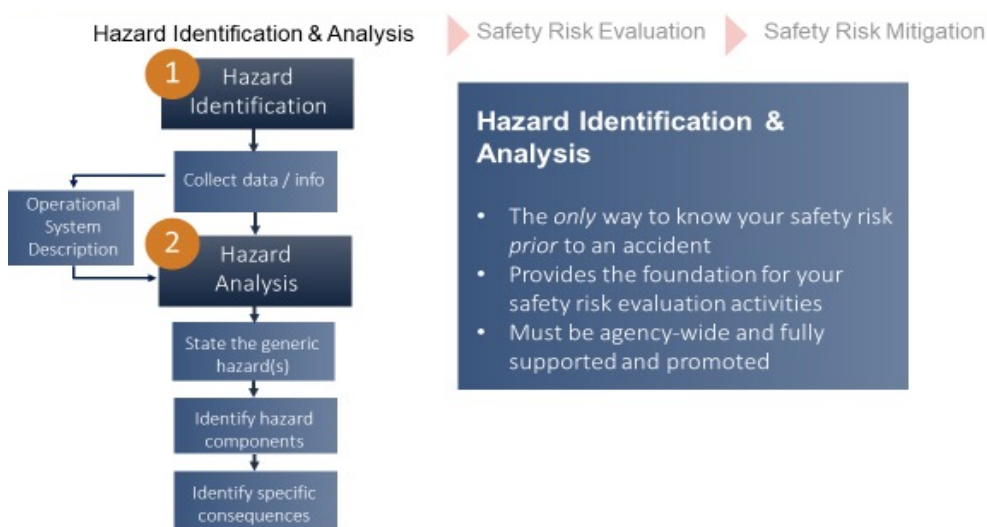 Hazard Identification & Analysis
Safety Risk Evaluation
Safety Risk Mitigation
1
Hazard
Identification
Collect data / info
Operational
System
Description
2
Hazard
Analysis
State the generic
hazard(s)
Identify hazard
components
Identify specific
consequences
Hazard Identification &
Analysis
• The only way to know your safety risk
prior to an accident
• Provides the foundation for your
safety risk evaluation activities
• Must be agency-wide and fully
supported and promoted